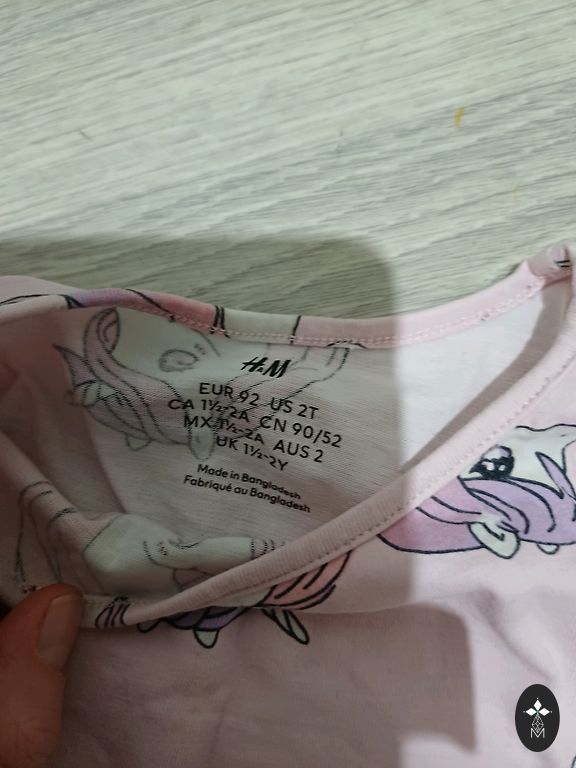 H&M
EUR 92 US 2T
CA 1½-2A CN 90/52
MX 1½-2A AUS 2
UK 1½-2Y
Made in Bangladesh
Fabriqué au Bangladesh
M